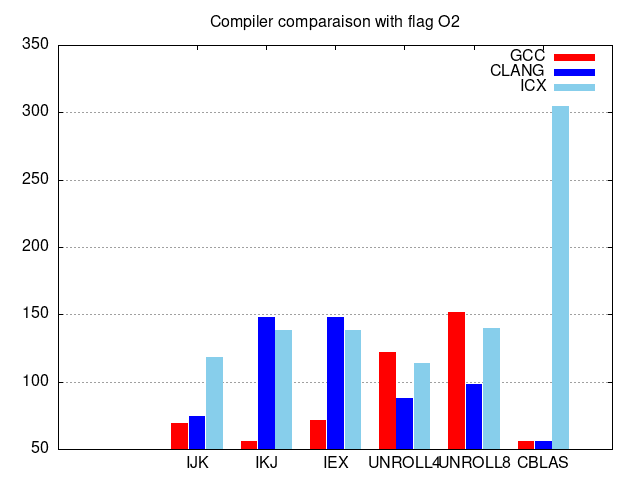 Compiler comparaison with flag O2
350
300
250
200
150
100
50
GCC
CLANG
ICX
IJK
IKJ
IEX
UNROLL4
UNROLL8
CBLAS